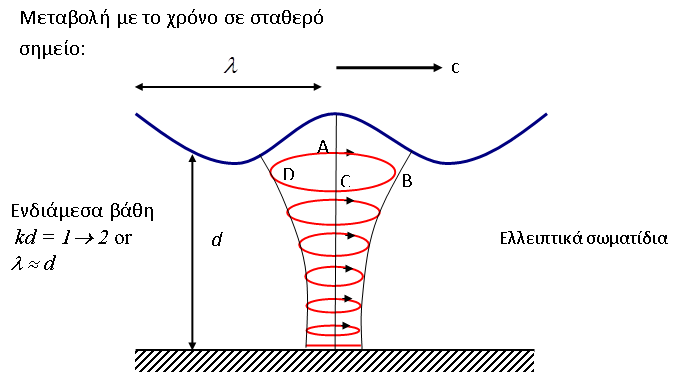 Μεταβολή με το χρόνο σε σταθερό
σημείο:
λ
c
A
D
C
B
Ενδιάμεσα βάθη
kd = 1→2 or
λ ≈ d
d
Ελλειπτικά σωματίδια